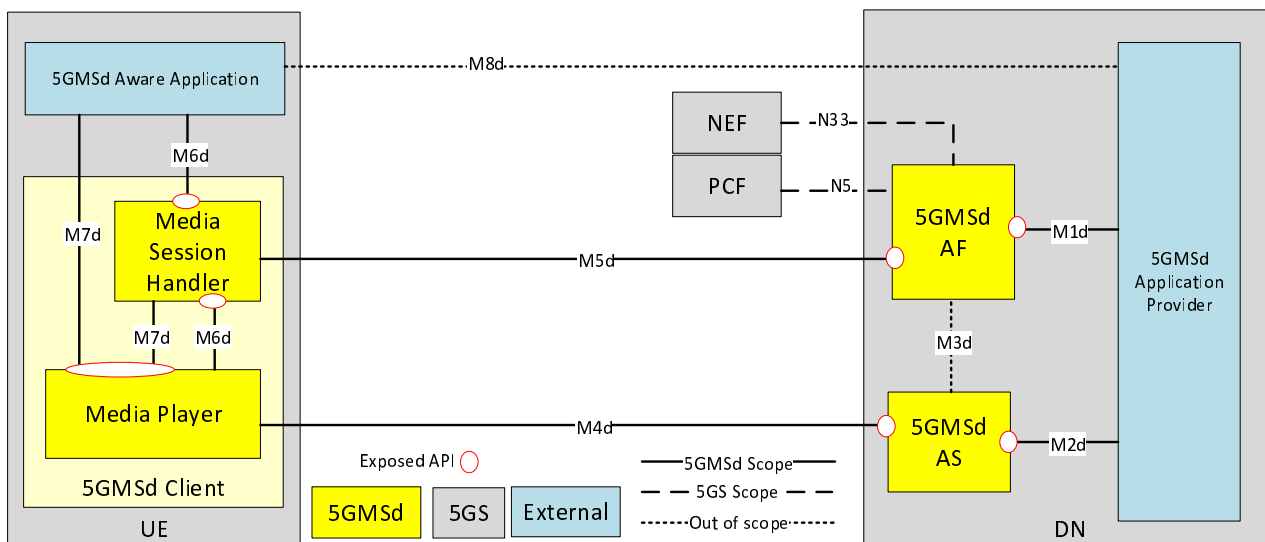 5GMSd Aware Application
M8d
NEF
N33
PCF
N5
M6d
M7d
Media
Session
Handler
M5d
5GMSd
AF
M1d
5GMSd
Application
Provider
M7d
M6d
M3d
Media Player
M4d
5GMSd
AS
M2d
5GMSd Client
UE
Exposed API
5GMSd
5GS
External
5GMSd Scope
5GS Scope
Out of scope
DN